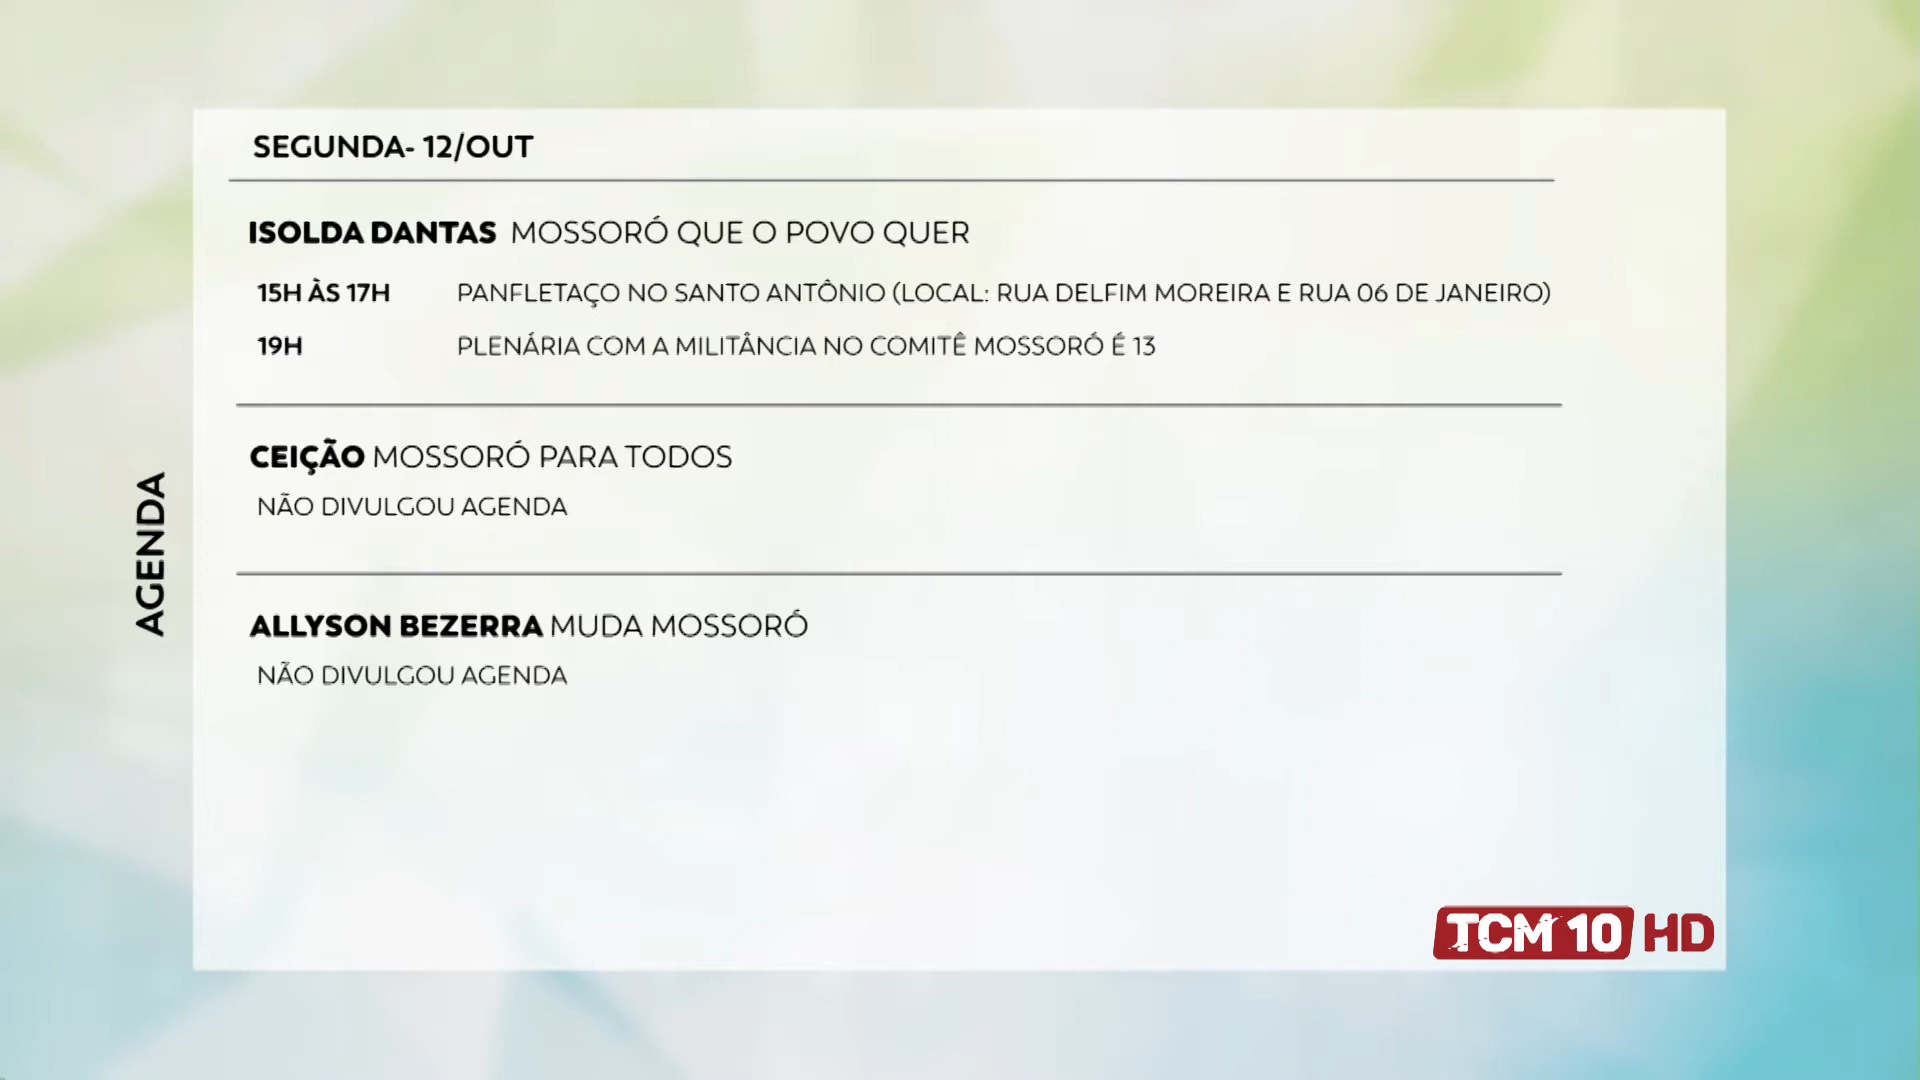 SEGUNDA- 12/OUT
ISOLDA DANTAS MOSSORÓ QUE O POVO QUER
15H ÀS 17H PANFLETAÇO NO SANTO ANTÔNIO (LOCAL: RUA DELFIM MOREIRA E RUA 06 DE JANEIRO)
19H PLENÁRIA COM A MILITÂNCIA NO COMITÊ MOSSORÓ É 13
CEIÇÃO MOSSORÓ PARA TODOS
NÃO DIVULGOU AGENDA
ALLYSON BEZERRA MUDA MOSSORÓ
NÃO DIVULGOU AGENDA
AGENDA
TCM 10 HD